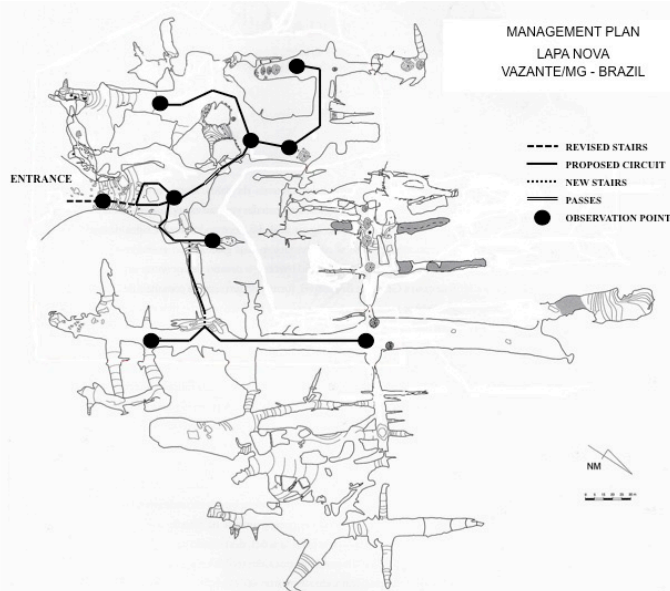 MANAGEMENT PLAN
LAPA NOVA
VAZANTE/MG - BRAZIL
REVISED STAIRS
PROPOSED CIRCUIT
NEW STAIRS
PASSES
OBSERVATION POINT
ENTRANCE
NM